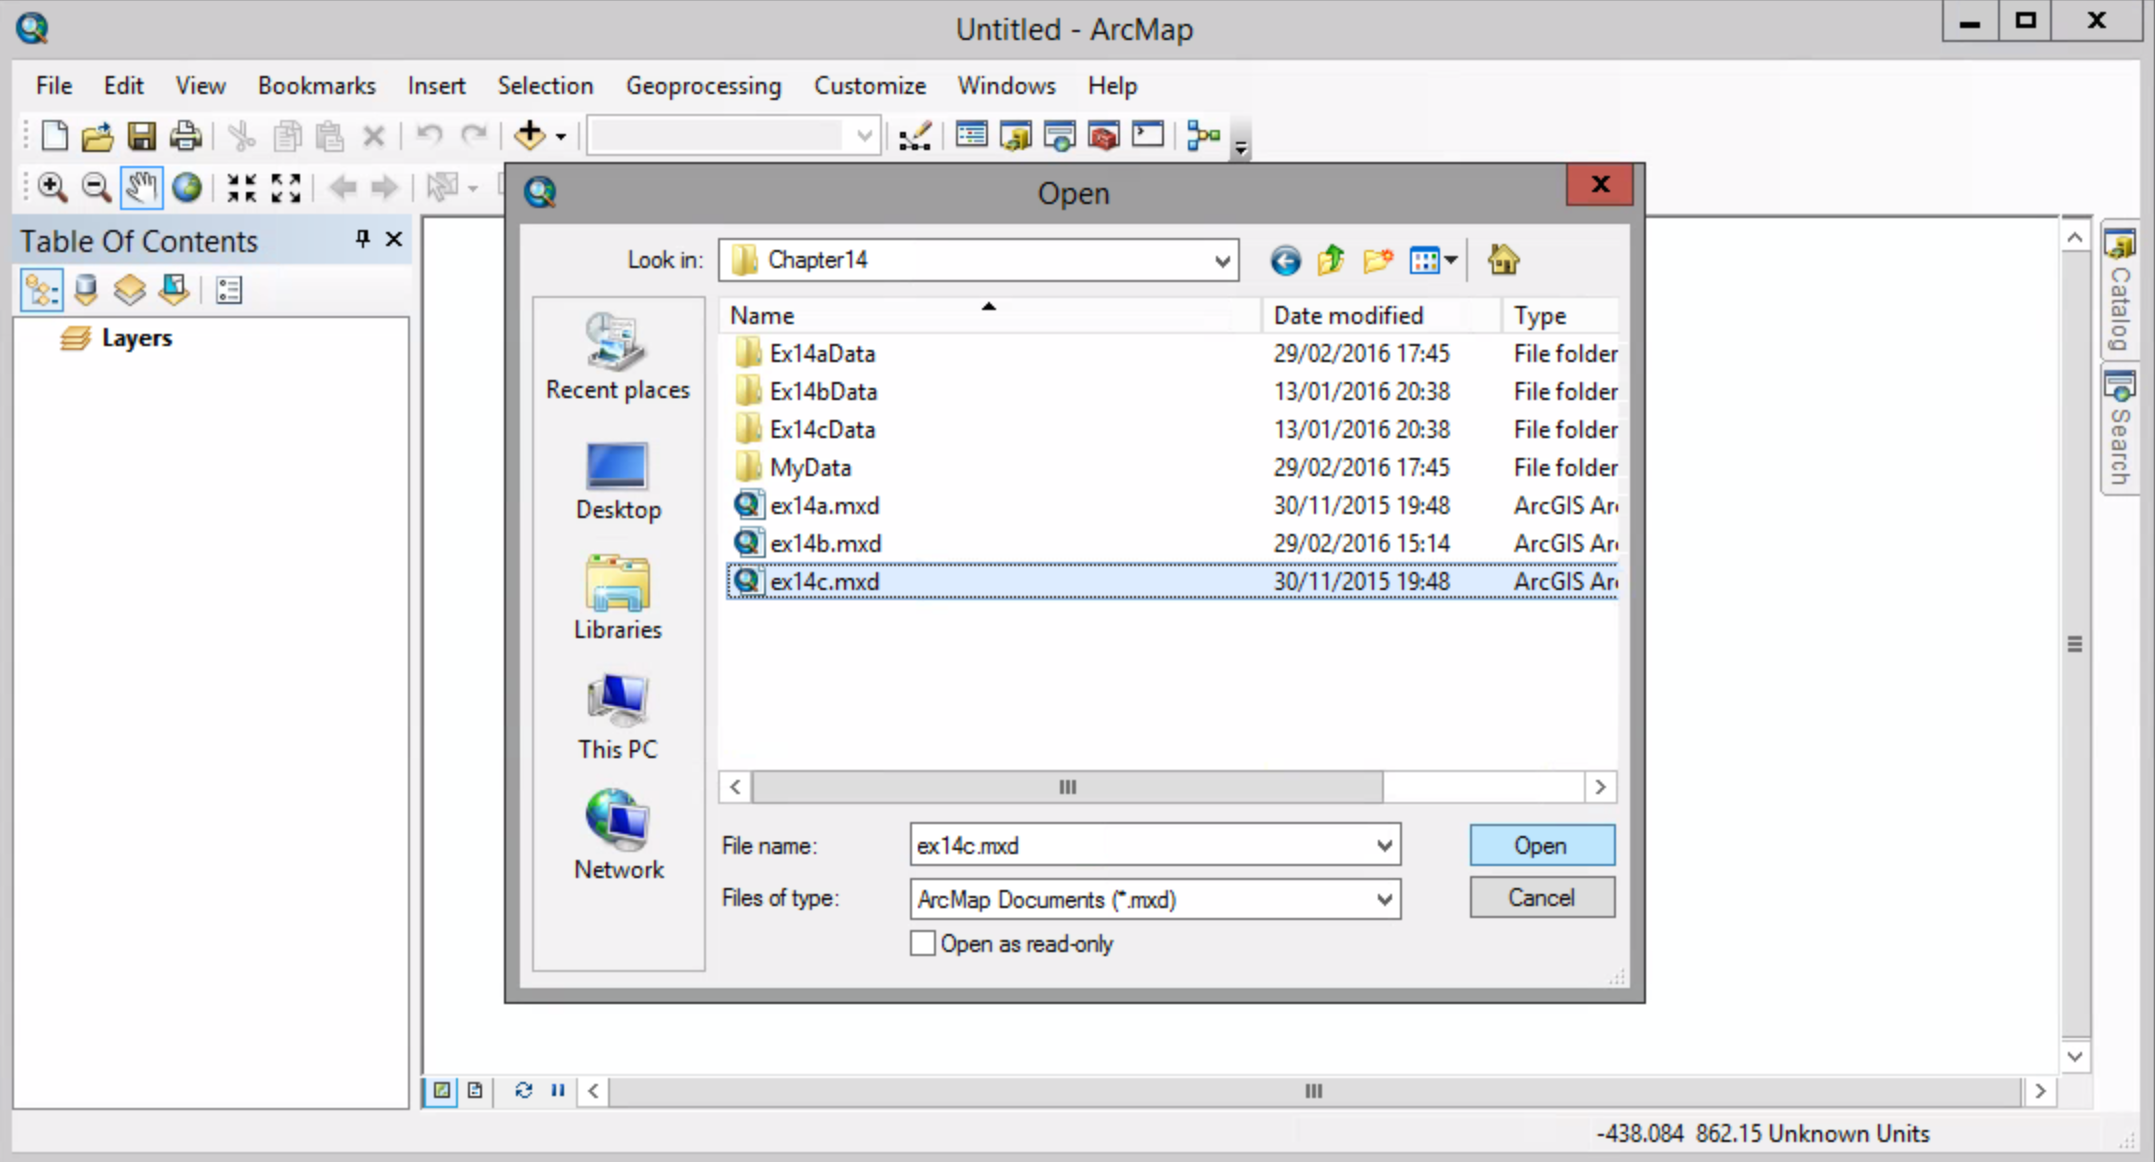 Untitled - ArcMap
File Edit View Bookmarks Insert Selection Geoprocessing Customize Windows Help
Open
Table Of Contents
Layers
Look in: Chapter14
Name Date modified Type
Ex14aData 29/02/2016 17:45 File folder
Ex14bData 13/01/2016 20:38 File folder
Ex14cData 13/01/2016 20:38 File folder
MyData 29/02/2016 17:45 File folder
ex14a.mxd 30/11/2015 19:48 ArcGIS Ar
ex14b.mxd 29/02/2016 15:14 ArcGIS Ar
ex14c.mxd 30/11/2015 19:48 ArcGIS Ar
Recent places
Desktop
Libraries
This PC
Network
File name: ex14c.mxd Open
Files of type: ArcMap Documents (*.mxd) Cancel
Open as read-only
Catalog
Search
-438.084 862.15 Unknown Units